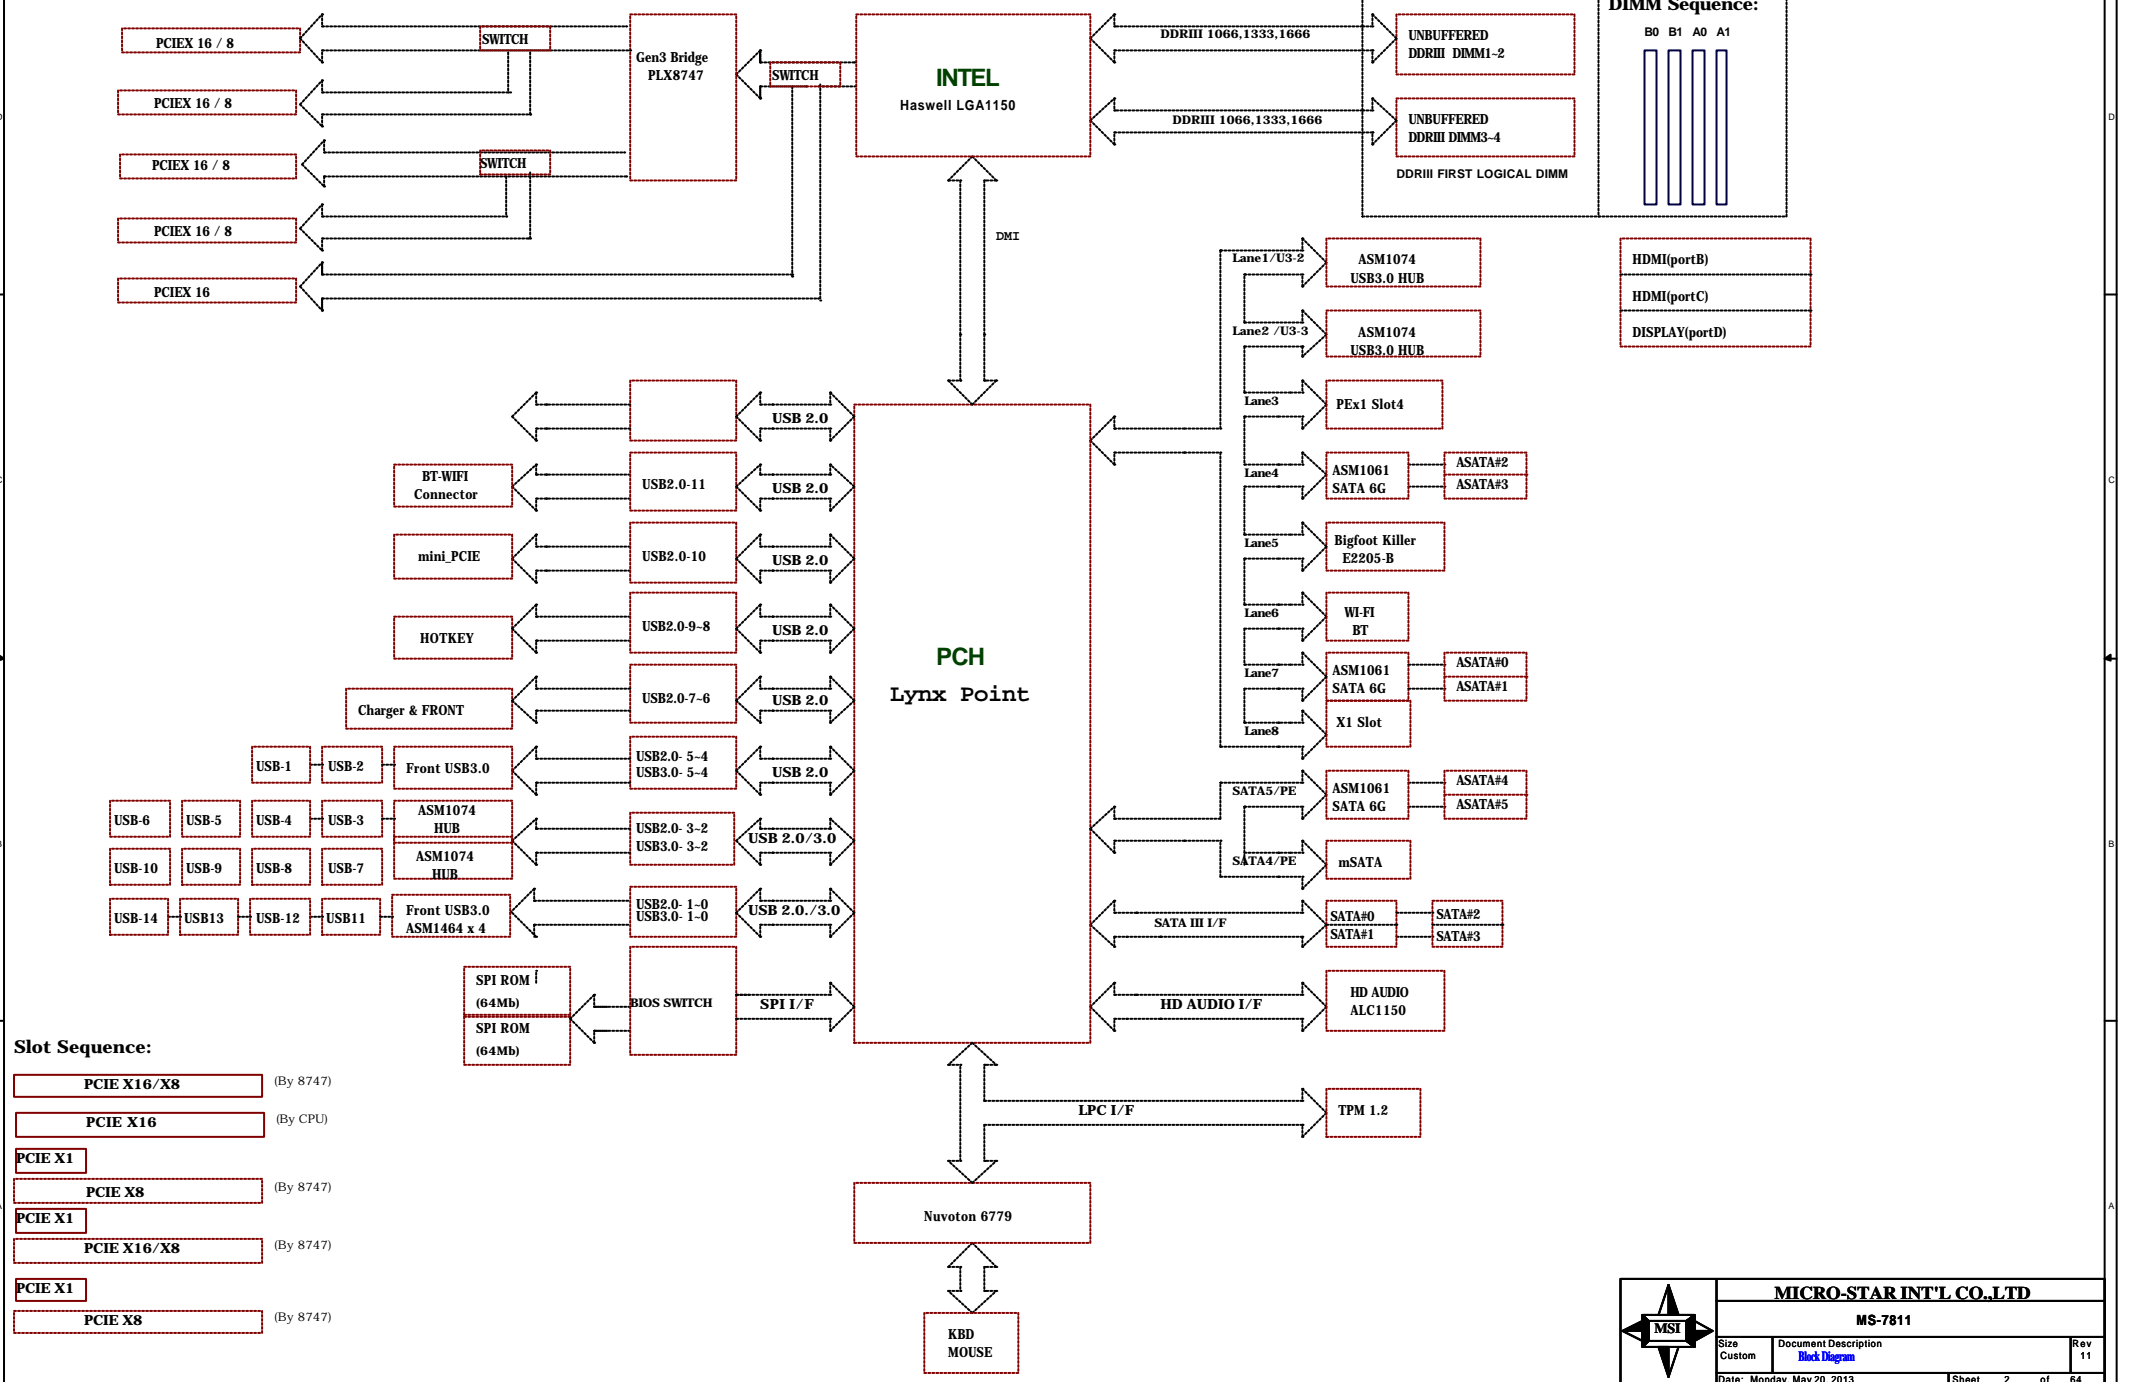 DIMM Sequence:
B0 B1 A0 A1
PCIEX 16 / 8
SWITCH
PCIEX 16 / 8
PCIEX 16 / 8
SWITCH
PCIEX 16 / 8
PCIEX 16
Gen3 Bridge
PLX8747
SWITCH
INTEL
Haswell LGA1150
DDRIII 1066,1333,1666
UNBUFFERED
DDRIII DIMM1~2
DDRIII 1066,1333,1666
UNBUFFERED
DDRIII DIMM3~4
DDRIII FIRST LOGICAL DIMM
DMI
HDMI(portB)
HDMI(portC)
DISPLAY(portD)
Lane1/U3-2
ASM1074
USB3.0 HUB
Lane2 /U3-3
ASM1074
USB3.0 HUB
Lane3
PEx1 Slot4
Lane4
ASM1061
SATA 6G
ASATA#2
ASATA#3
Lane5
Bigfoot Killer
E2205-B
Lane6
WI-FI
BT
Lane7
ASM1061
SATA 6G
ASATA#0
ASATA#1
Lane8
X1 Slot
SATA5/PE
ASM1061
SATA 6G
ASATA#4
ASATA#5
SATA4/PE
mSATA
SATA III I/F
SATA#0
SATA#1
SATA#2
SATA#3
HD AUDIO I/F
HD AUDIO
ALC1150
PCH
Lynx Point
USB 2.0
BT-WIFI
Connector
USB2.0-11
USB 2.0
mini_PCIE
USB2.0-10
USB 2.0
HOTKEY
USB2.0-9~8
USB 2.0
Charger & FRONT
USB2.0-7~6
USB 2.0
USB-1
USB-2
Front USB3.0
USB2.0- 5~4
USB3.0- 5~4
USB 2.0
USB-6
USB-5
USB-4
USB-3
ASM1074
HUB
USB2.0- 3~2
USB3.0- 3~2
USB 2.0/3.0
USB-10
USB-9
USB-8
USB-7
ASM1074
HUB
USB-14
USB13
USB-12
USB11
Front USB3.0
ASM1464 x 4
USB2.0- 1~0
USB3.0- 1~0
USB 2.0./3.0
SPI ROM
(64Mb)
SPI ROM
(64Mb)
BIOS SWITCH
SPI I/F
LPC I/F
TPM 1.2
Nuvoton 6779
KBD
MOUSE
Slot Sequence:
PCIE X16/X8 (By 8747)
PCIE X16 (By CPU)
PCIE X1
PCIE X8 (By 8747)
PCIE X1
PCIE X16/X8 (By 8747)
PCIE X1
PCIE X8 (By 8747)
D
C
B
A
MSI
MICRO-STAR INT'L CO.,LTD
MS-7811
Size
Custom
Document Description
Block Diagram
Rev
11
Date: Monday, May 20, 2013
Sheet 2 of 64